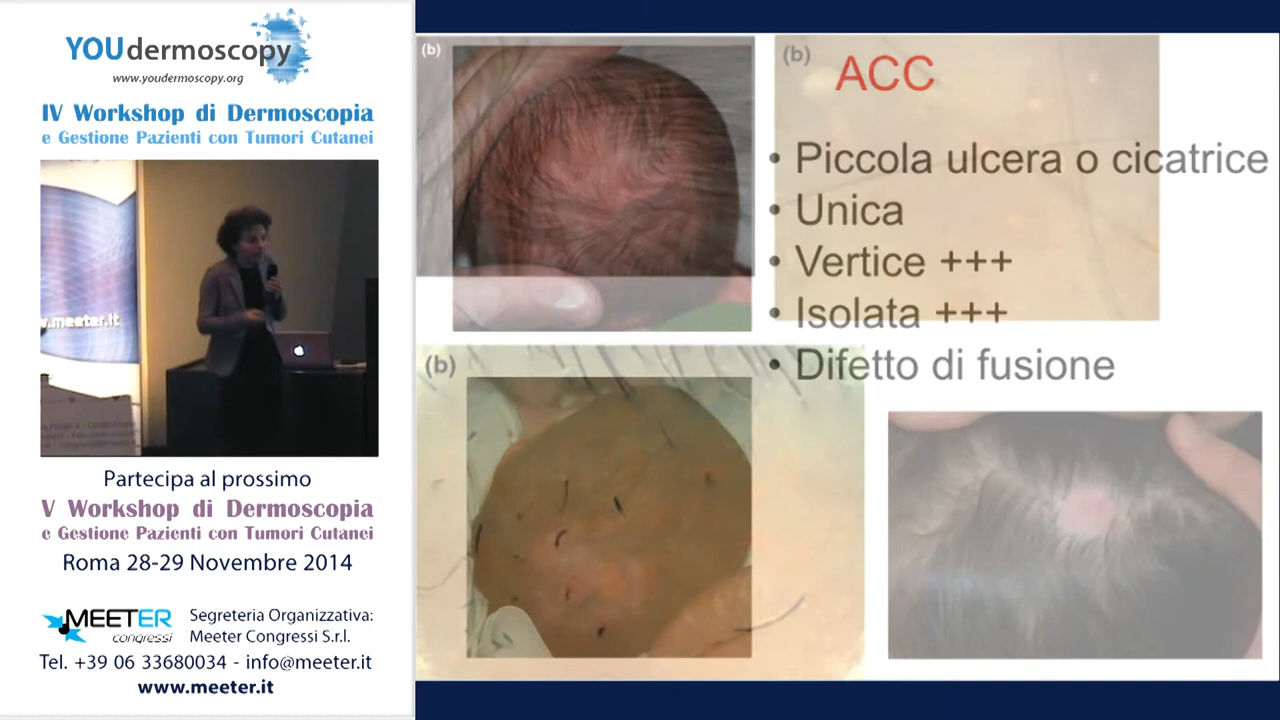 YOUdermoscopy
www.youdermoscopy.org
IV Workshop di Dermoscopia
e Gestione Pazienti con Tumori Cutanei
w.meeter.it
Partecipa al prossimo
V Workshop di Dermoscopia
e Gestione Pazienti con Tumori Cutanei
Roma 28-29 Novembre 2014
MEETER
congressi
Segreteria Organizzativa:
Meeter Congressi S.r.l.
Tel. +39 06 33680034 - info@meeter.it
www.meeter.it
(b)
(b)
ACC
• Piccola ulcera o cicatrice
• Unica
• Vertice +++
• Isolata +++
• Difetto di fusione
(b)